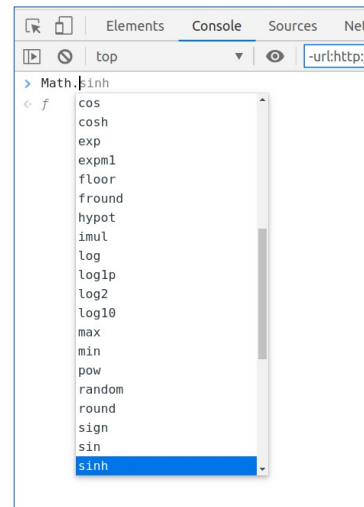 Elements Console Sources Net
top -url:http:
> Math.sinh
f
cos
cosh
exp
expm1
floor
fround
hypot
imul
log
log1p
log2
log10
max
min
pow
random
round
sign
sin
sinh